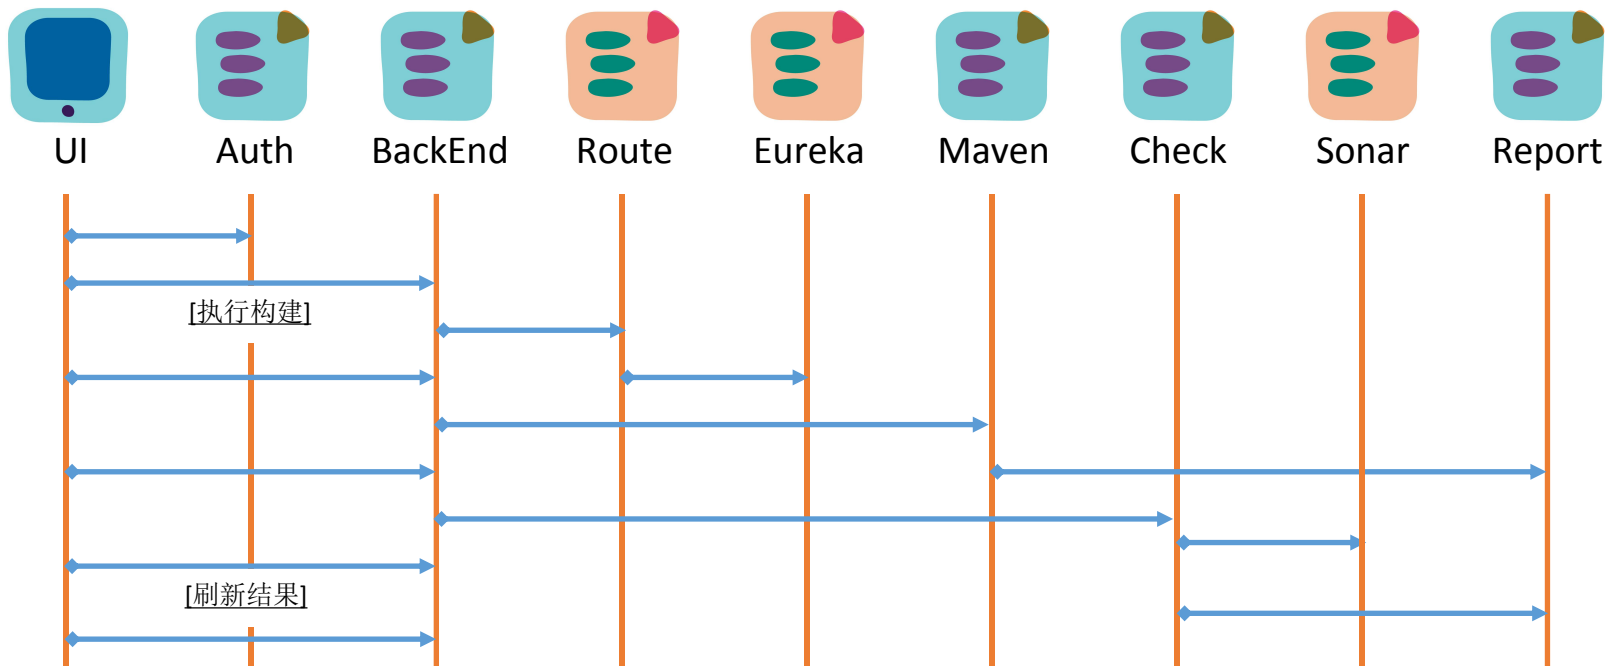 UI
Auth
BackEnd
Route
Eureka
Maven
Check
Sonar
Report
[执行构建]
[刷新结果]